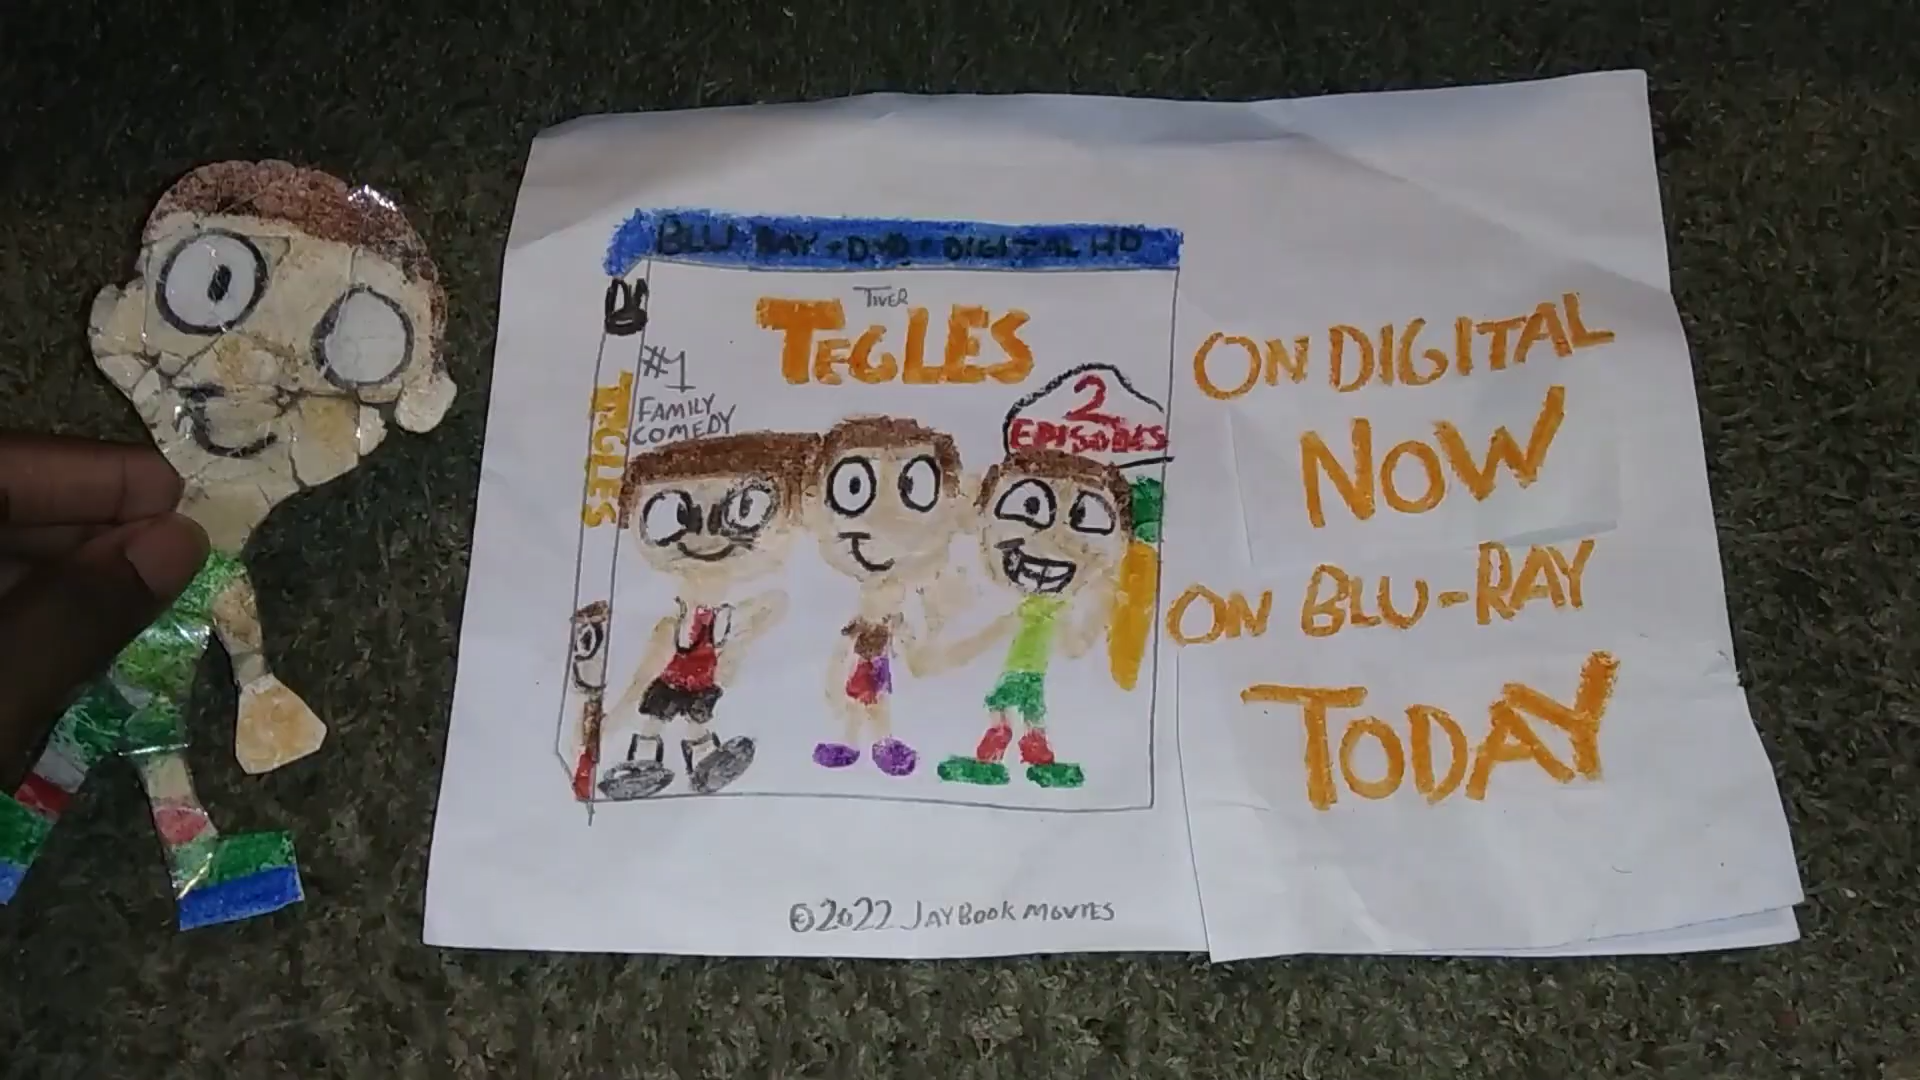 BLU-RAY + DVD + DIGITAL HD
TIVER
TEGLES
#1
FAMILY
COMEDY
2
EPISODES
TEGLES
ON DIGITAL
NOW
ON BLU-RAY
TODAY
©2022 JAYBOOK MOVIES